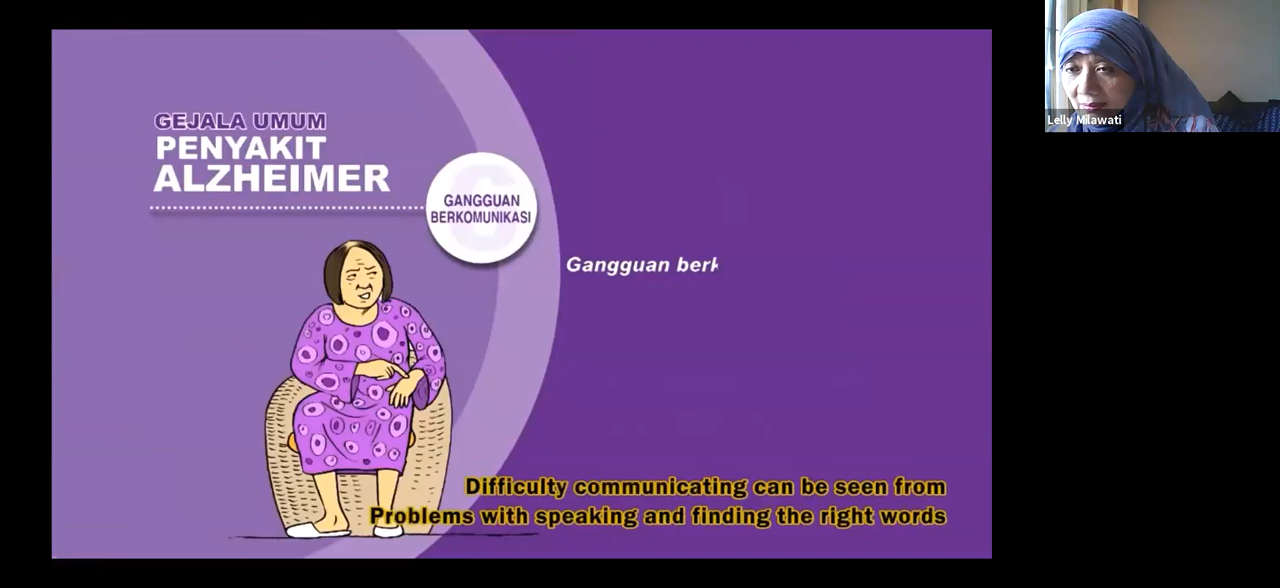 GEJALA UMUM
PENYAKIT
ALZHEIMER
6
GANGGUAN
BERKOMUNIKASI
Gangguan berk
Difficulty communicating can be seen from
Problems with speaking and finding the right words
Lelly Milawati